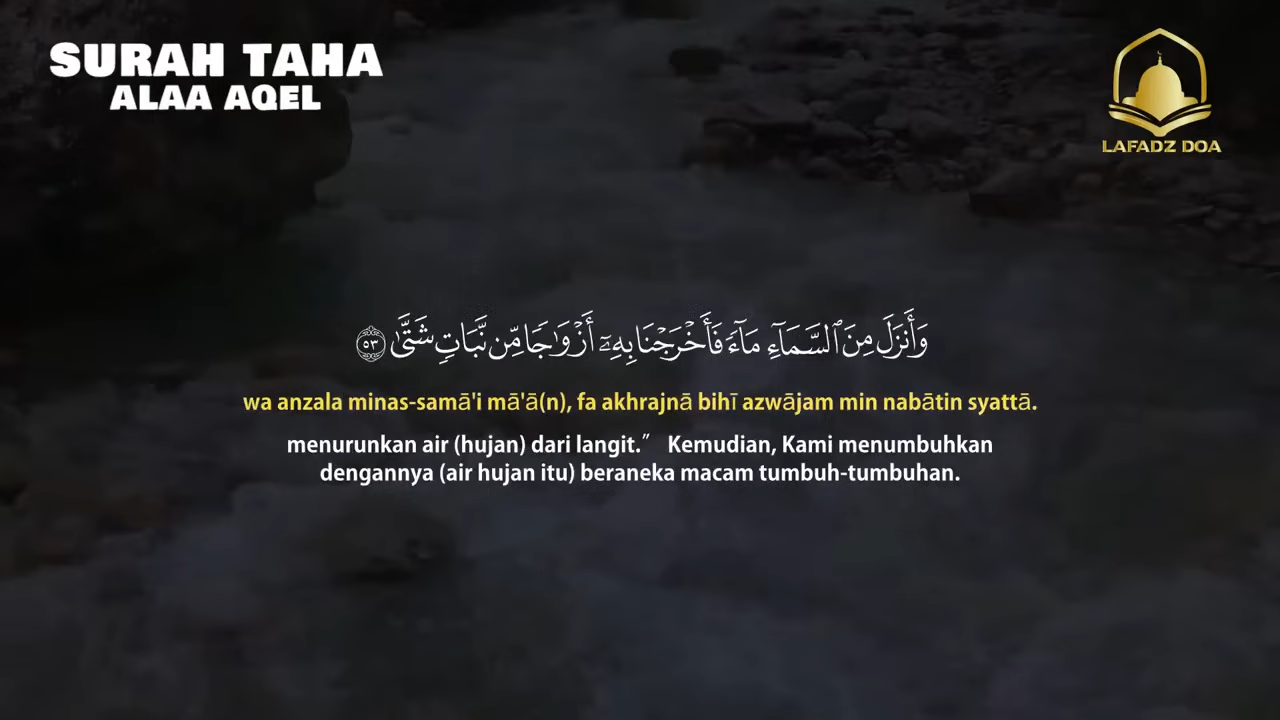 SURAH TAHA
ALAA AQEL
LAFADZ DOA
وَأَنزَلَ مِنَ ٱلسَّمَآءِ مَآءً فَأَخْرَجْنَا بِهِۦٓ أَزْوَٰجًا مِّن نَّبَاتٍ شَتَّىٰ ٥٣
wa anzala minas-samā'i mā'ā(n), fa akhrajnā bihī azwājam min nabātin syattā.
menurunkan air (hujan) dari langit.” Kemudian, Kami menumbuhkan
dengannya (air hujan itu) beraneka macam tumbuh-tumbuhan.